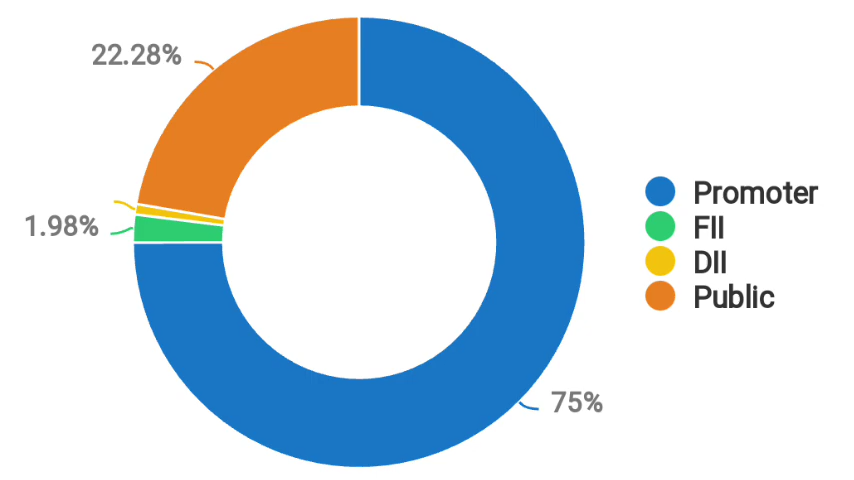 22.28%
1.98%
75%
Promoter
FII
DII
Public